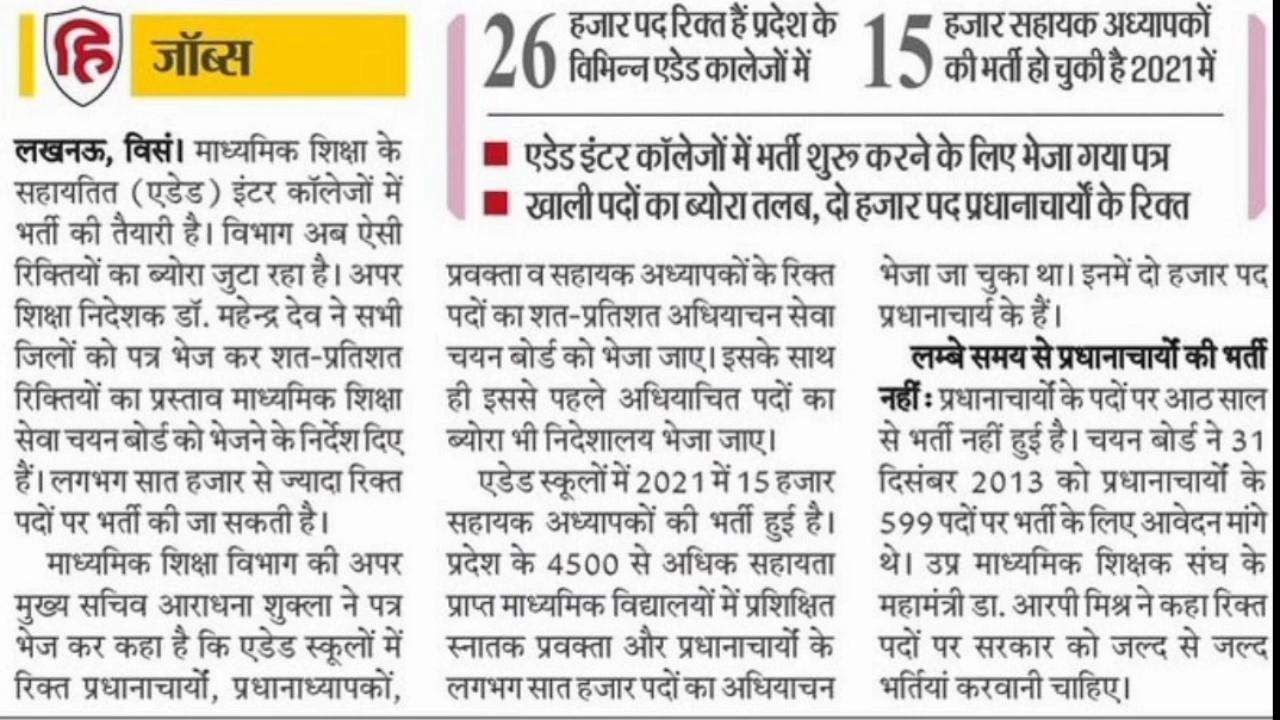 हि
जॉब्स
26
हजार पद रिक्त हैं प्रदेश के
विभिन्न एडेड कालेजों में
15
हजार सहायक अध्यापकों
की भर्ती हो चुकी है 2021 में
एडेड इंटर कॉलेजों में भर्ती शुरू करने के लिए भेजा गया पत्र
खाली पदों का ब्योरा तलब, दो हजार पद प्रधानाचार्यों के रिक्त
लखनऊ, विसं। माध्यमिक शिक्षा के
सहायतित (एडेड) इंटर कॉलेजों में
भर्ती की तैयारी है। विभाग अब ऐसी
रिक्तियों का ब्योरा जुटा रहा है। अपर
शिक्षा निदेशक डॉ. महेन्द्र देव ने सभी
जिलों को पत्र भेज कर शत-प्रतिशत
रिक्तियों का प्रस्ताव माध्यमिक शिक्षा
सेवा चयन बोर्ड को भेजने के निर्देश दिए
हैं। लगभग सात हजार से ज्यादा रिक्त
पदों पर भर्ती की जा सकती है।
माध्यमिक शिक्षा विभाग की अपर
मुख्य सचिव आराधना शुक्ला ने पत्र
भेज कर कहा है कि एडेड स्कूलों में
रिक्त प्रधानाचार्यों, प्रधानाध्यापकों,
प्रवक्ता व सहायक अध्यापकों के रिक्त
पदों का शत-प्रतिशत अधियाचन सेवा
चयन बोर्ड को भेजा जाए। इसके साथ
ही इससे पहले अधियाचित पदों का
ब्योरा भी निदेशालय भेजा जाए।
एडेड स्कूलों में 2021 में 15 हजार
सहायक अध्यापकों की भर्ती हुई है।
प्रदेश के 4500 से अधिक सहायता
प्राप्त माध्यमिक विद्यालयों में प्रशिक्षित
स्नातक प्रवक्ता और प्रधानाचार्यों के
लगभग सात हजार पदों का अधियाचन
भेजा जा चुका था। इनमें दो हजार पद
प्रधानाचार्य के हैं।
लम्बे समय से प्रधानाचार्यों की भर्ती
नहीं : प्रधानाचार्यों के पदों पर आठ साल
से भर्ती नहीं हुई है। चयन बोर्ड ने 31
दिसंबर 2013 को प्रधानाचार्यों के
599 पदों पर भर्ती के लिए आवेदन मांगे
थे। उप्र माध्यमिक शिक्षक संघ के
महामंत्री डा. आरपी मिश्र ने कहा रिक्त
पदों पर सरकार को जल्द से जल्द
भर्तियां करवानी चाहिए।